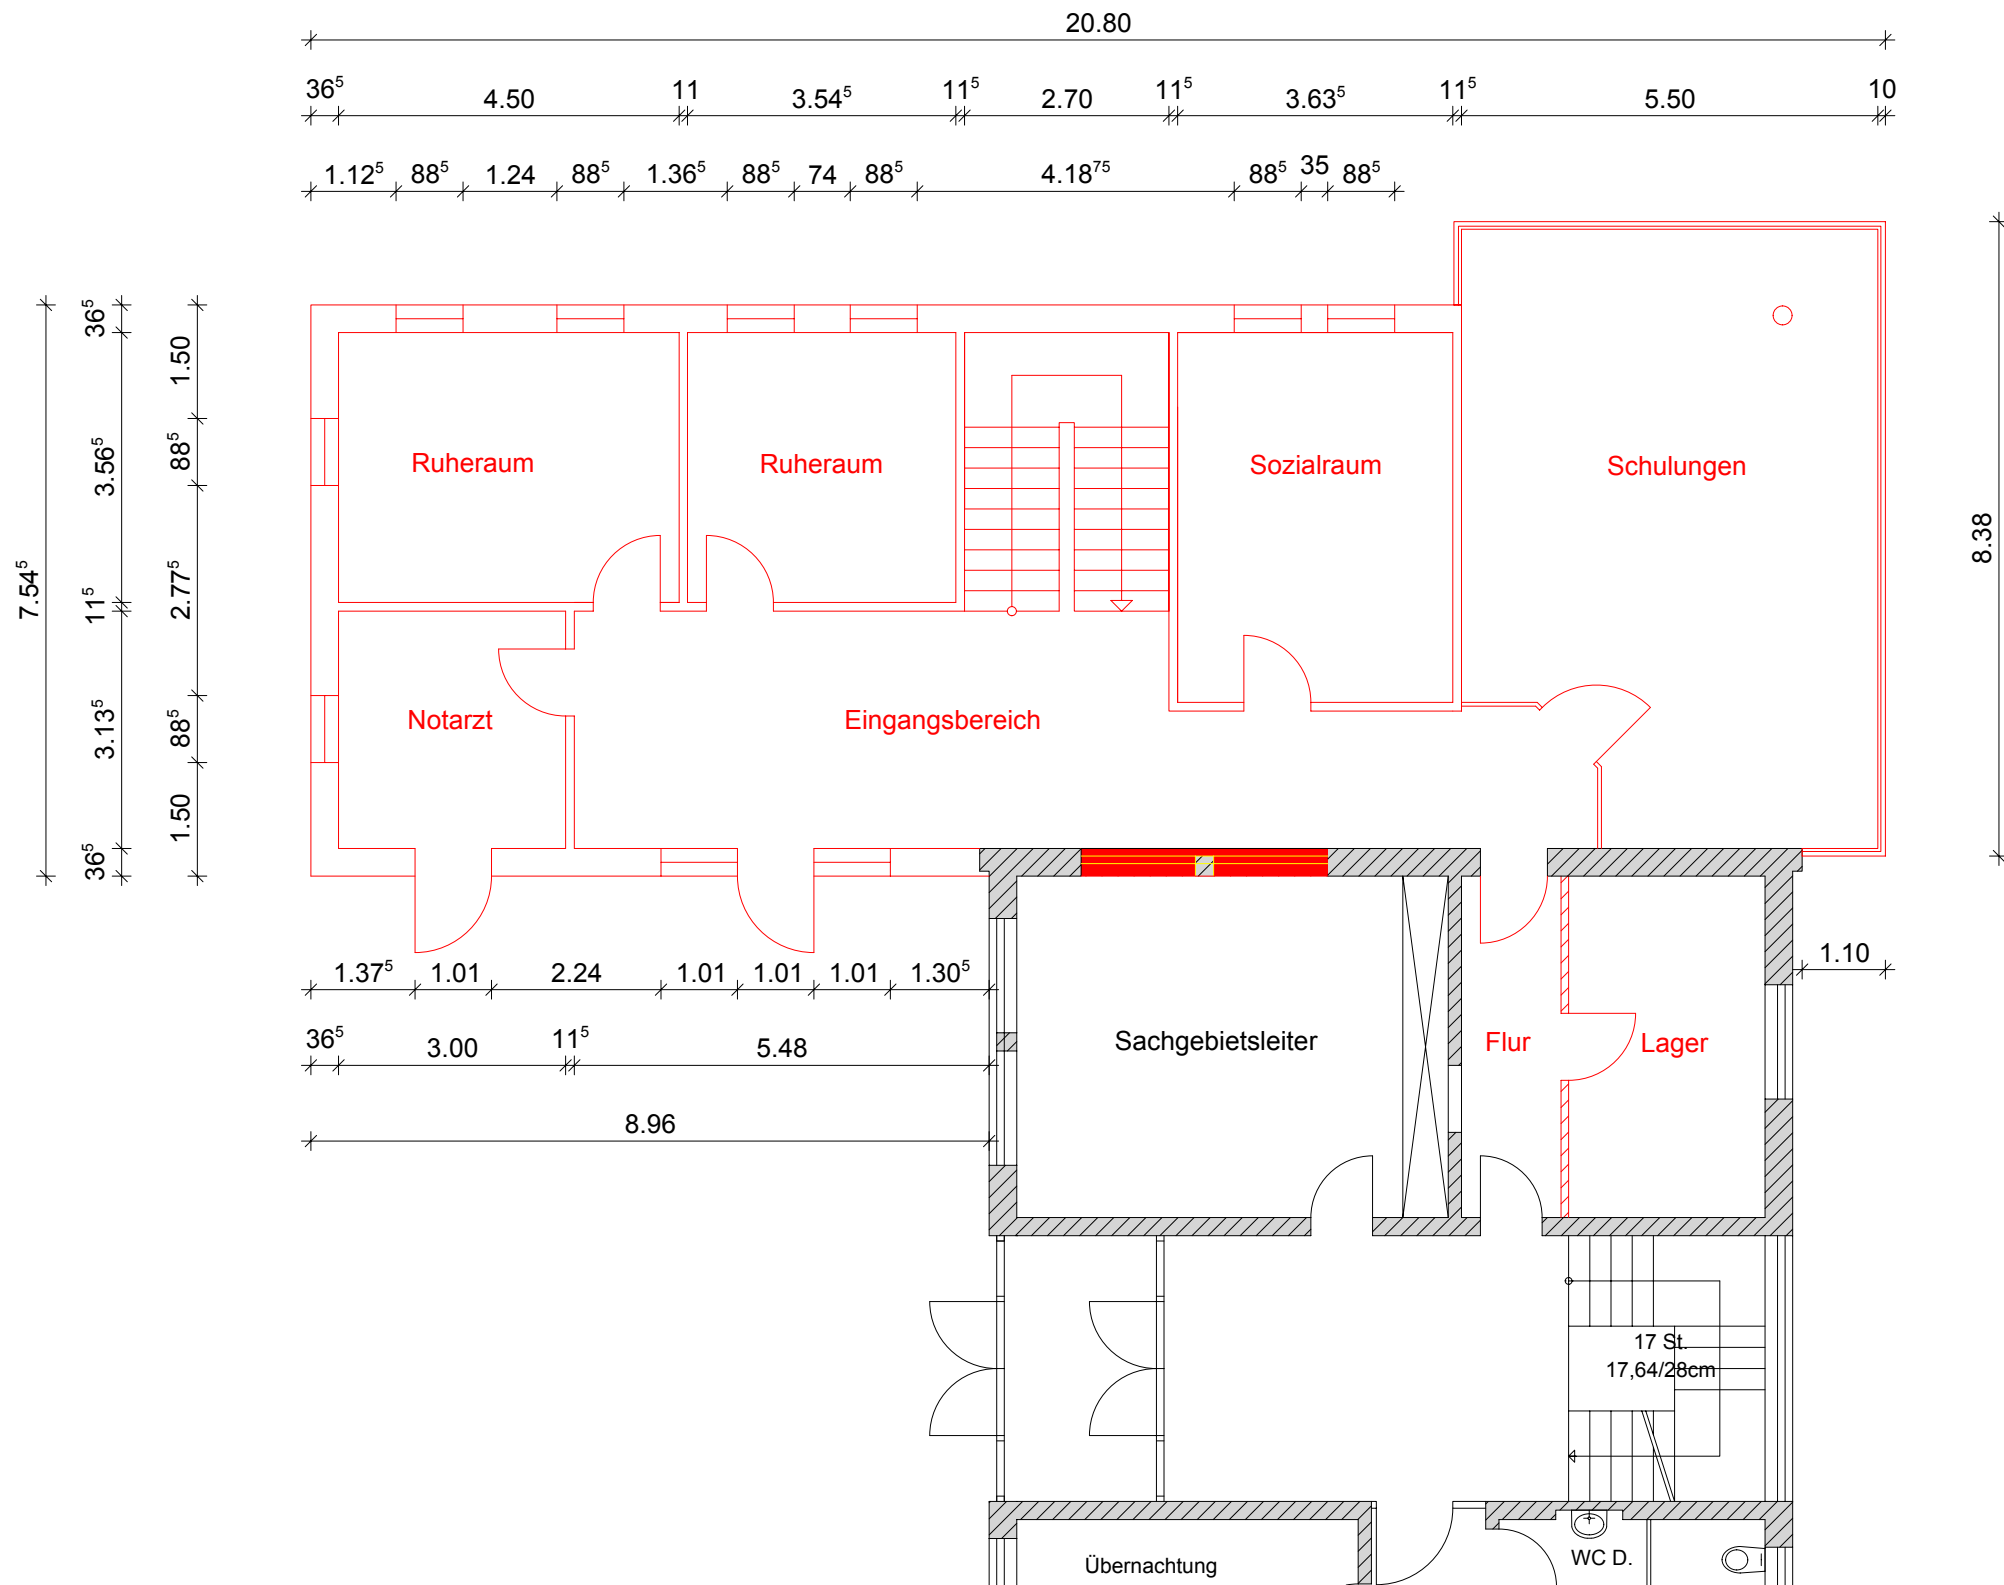 20.80
36⁵ 4.50 11 3.54⁵ 11⁵ 2.70 11⁵ 3.63⁵ 11⁵ 5.50 10
1.12⁵ 88⁵ 1.24 88⁵ 1.36⁵ 88⁵ 74 88⁵ 4.18⁷⁵ 88⁵ 35 88⁵
7.54⁵
36⁵ 3.56⁵ 11⁵ 3.13⁵ 36⁵
1.50 88⁵ 2.77⁵ 88⁵ 1.50
8.38
Ruheraum Ruheraum Sozialraum Schulungen
Notarzt Eingangsbereich
1.37⁵ 1.01 2.24 1.01 1.01 1.01 1.30⁵ 1.10
36⁵ 3.00 11⁵ 5.48
Sachgebietsleiter Flur Lager
8.96
17 St.
17,64/28cm
Übernachtung WC D.